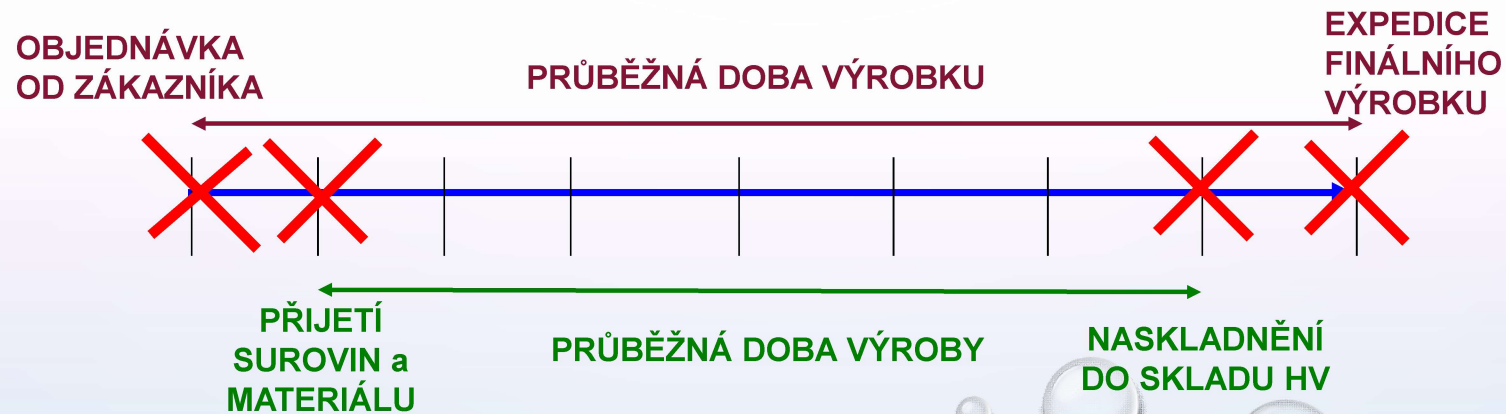 OBJEDNÁVKA
OD ZÁKAZNÍKA
PRŮBĚŽNÁ DOBA VÝROBKU
EXPEDICE
FINÁLNÍHO
VÝROBKU
PŘIJETÍ
SUROVIN a
MATERIÁLU
PRŮBĚŽNÁ DOBA VÝROBY
NASKLADNĚNÍ
DO SKLADU HV